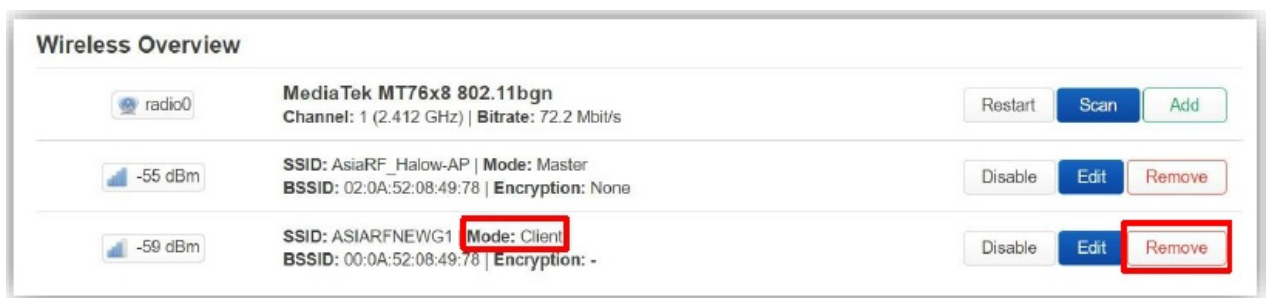 Wireless Overview
radio0
MediaTek MT76x8 802.11bgn
Channel: 1 (2.412 GHz) | Bitrate: 72.2 Mbit/s
Restart Scan Add
-55 dBm
SSID: AsiaRF_Halow-AP | Mode: Master
BSSID: 02:0A:52:08:49:78 | Encryption: None
Disable Edit Remove
-59 dBm
SSID: ASIARFNEWG1 | Mode: Client
BSSID: 00:0A:52:08:49:78 | Encryption: -
Disable Edit Remove